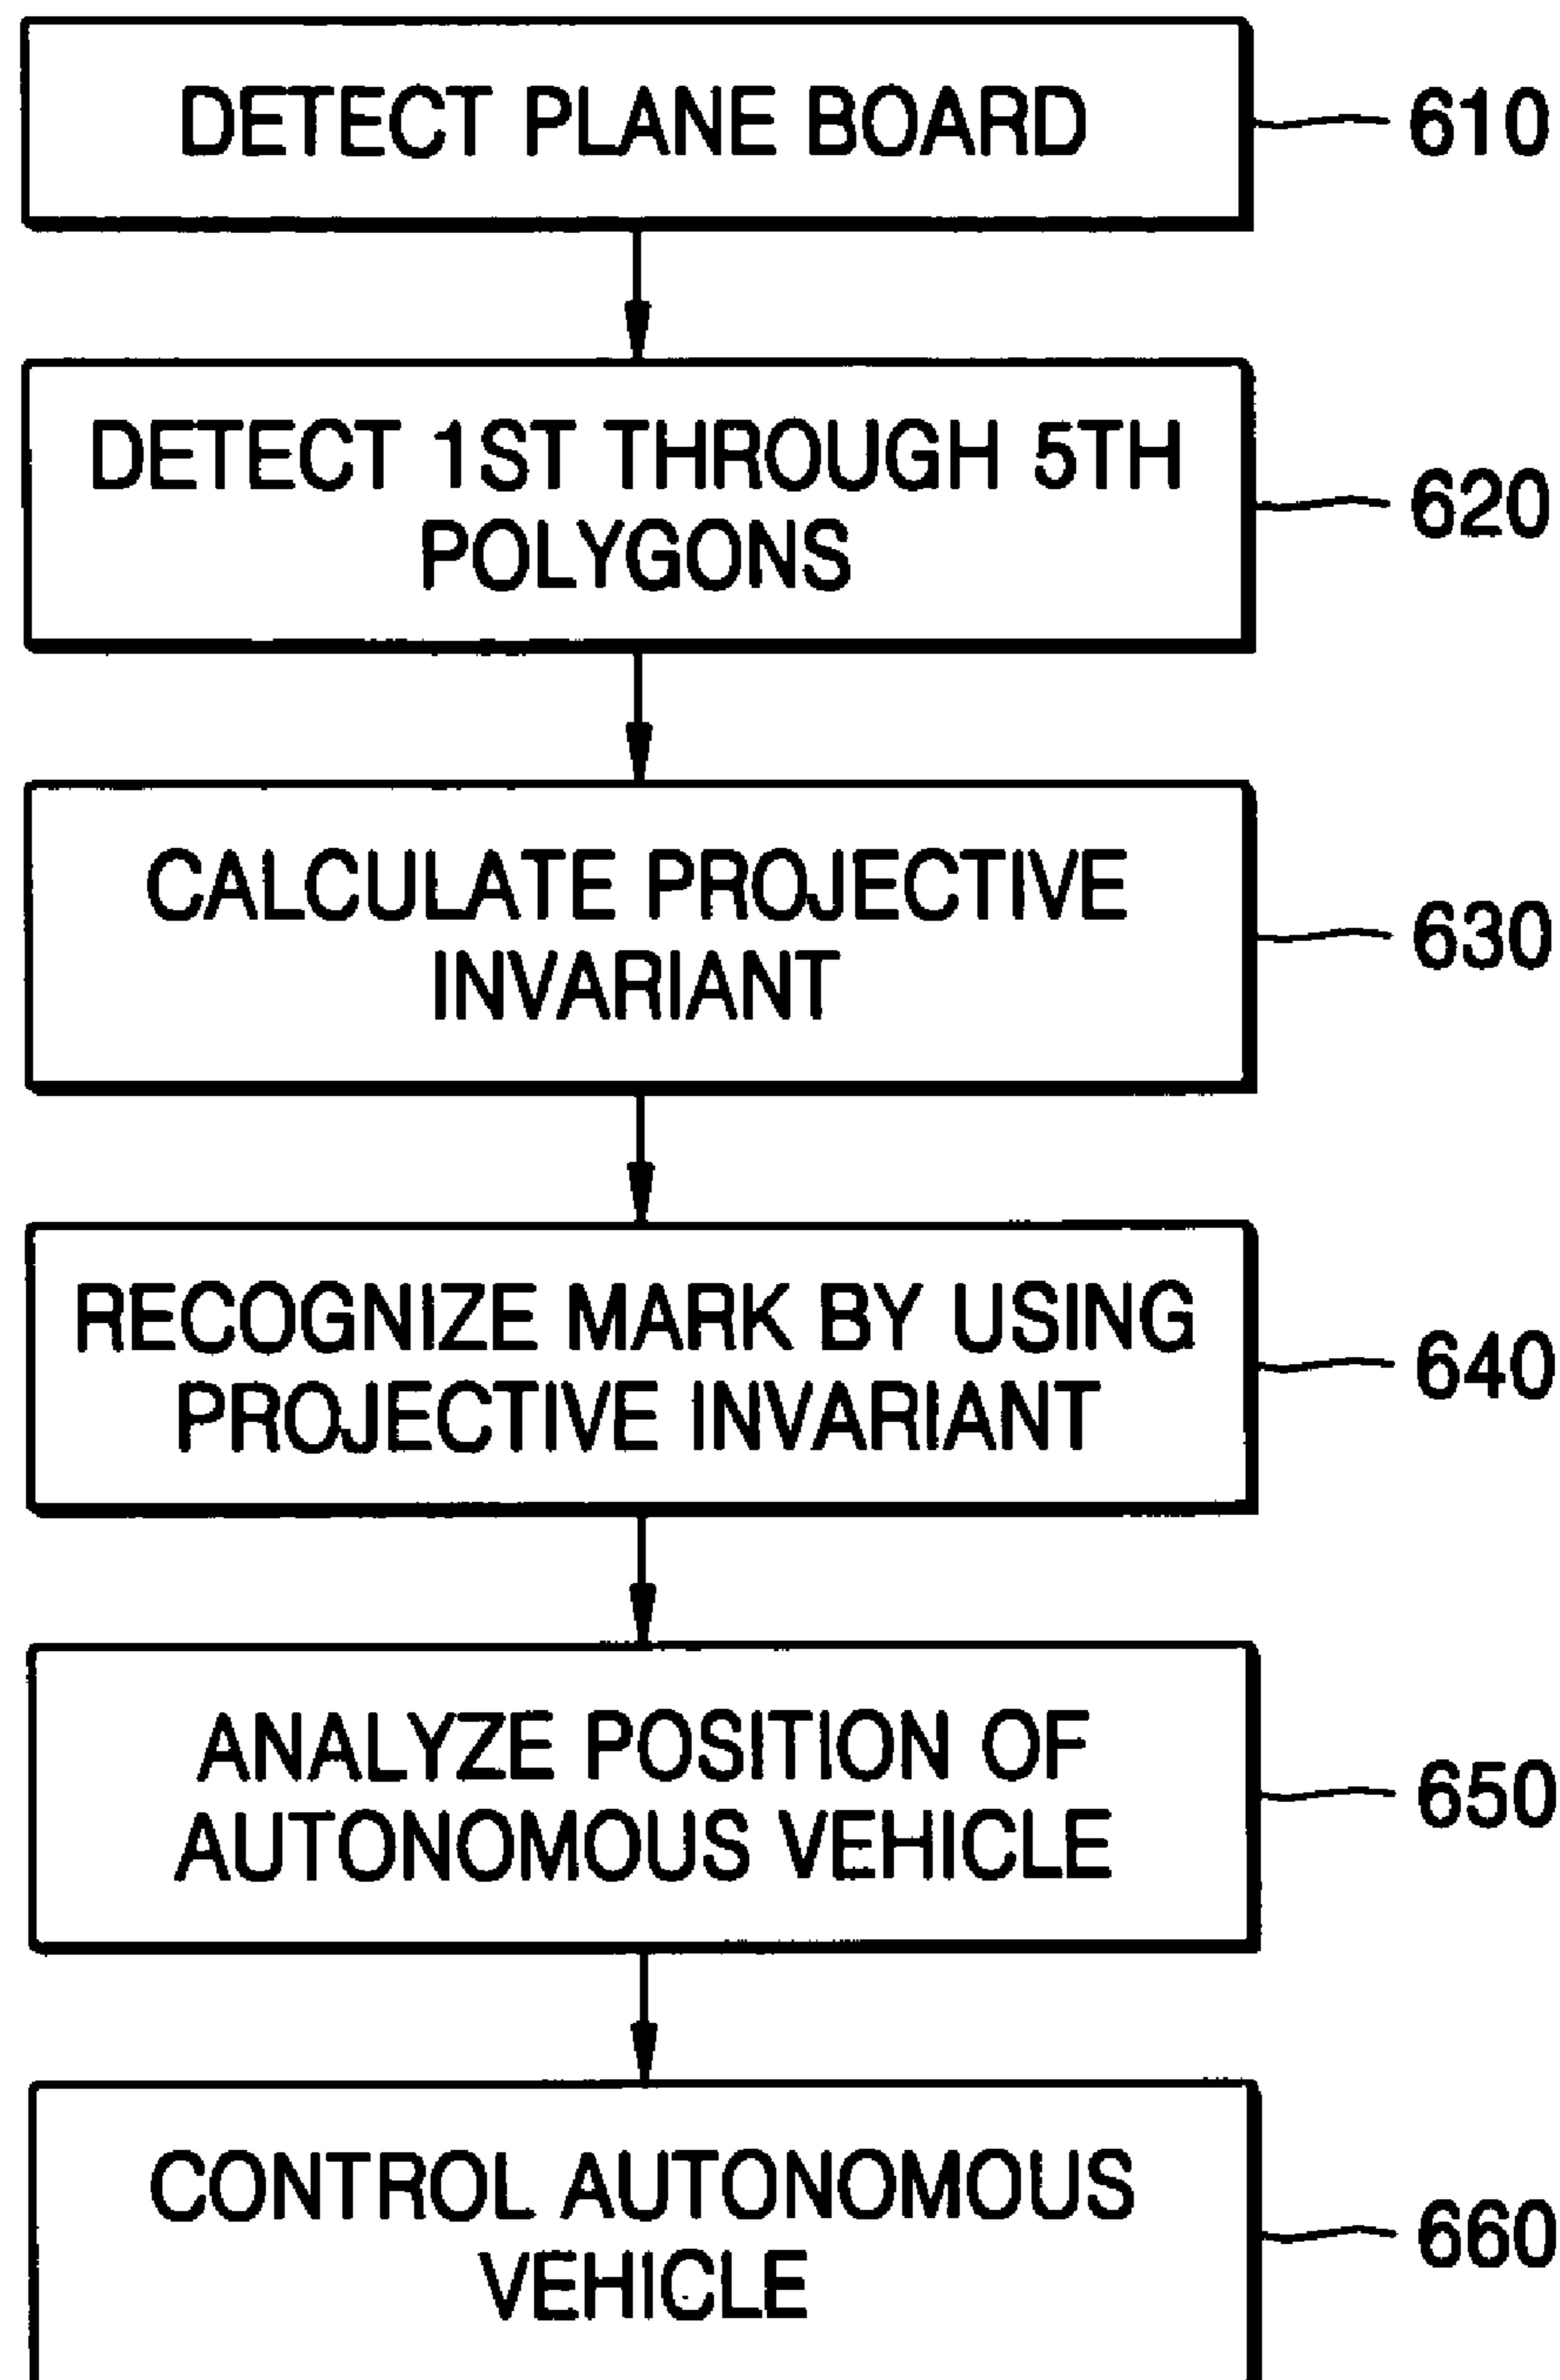 DETECT PLANE BOARD
610
DETECT 1ST THROUGH 5TH
POLYGONS
620
CALCULATE PROJECTIVE
INVARIANT
630
RECOGNIZE MARK BY USING
PROJECTIVE INVARIANT
640
ANALYZE POSITION OF
AUTONOMOUS VEHICLE
650
CONTROL AUTONOMOUS
VEHICLE
660